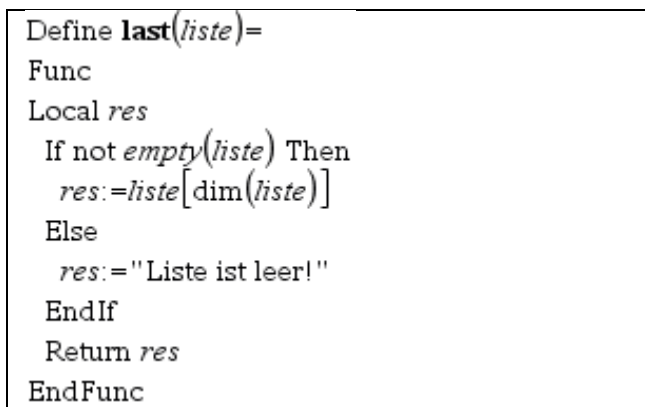 Define last(liste)=
Func
Local res
If not empty(liste) Then
res:=liste[dim(liste)]
Else
res:="Liste ist leer!"
EndIf
Return res
EndFunc